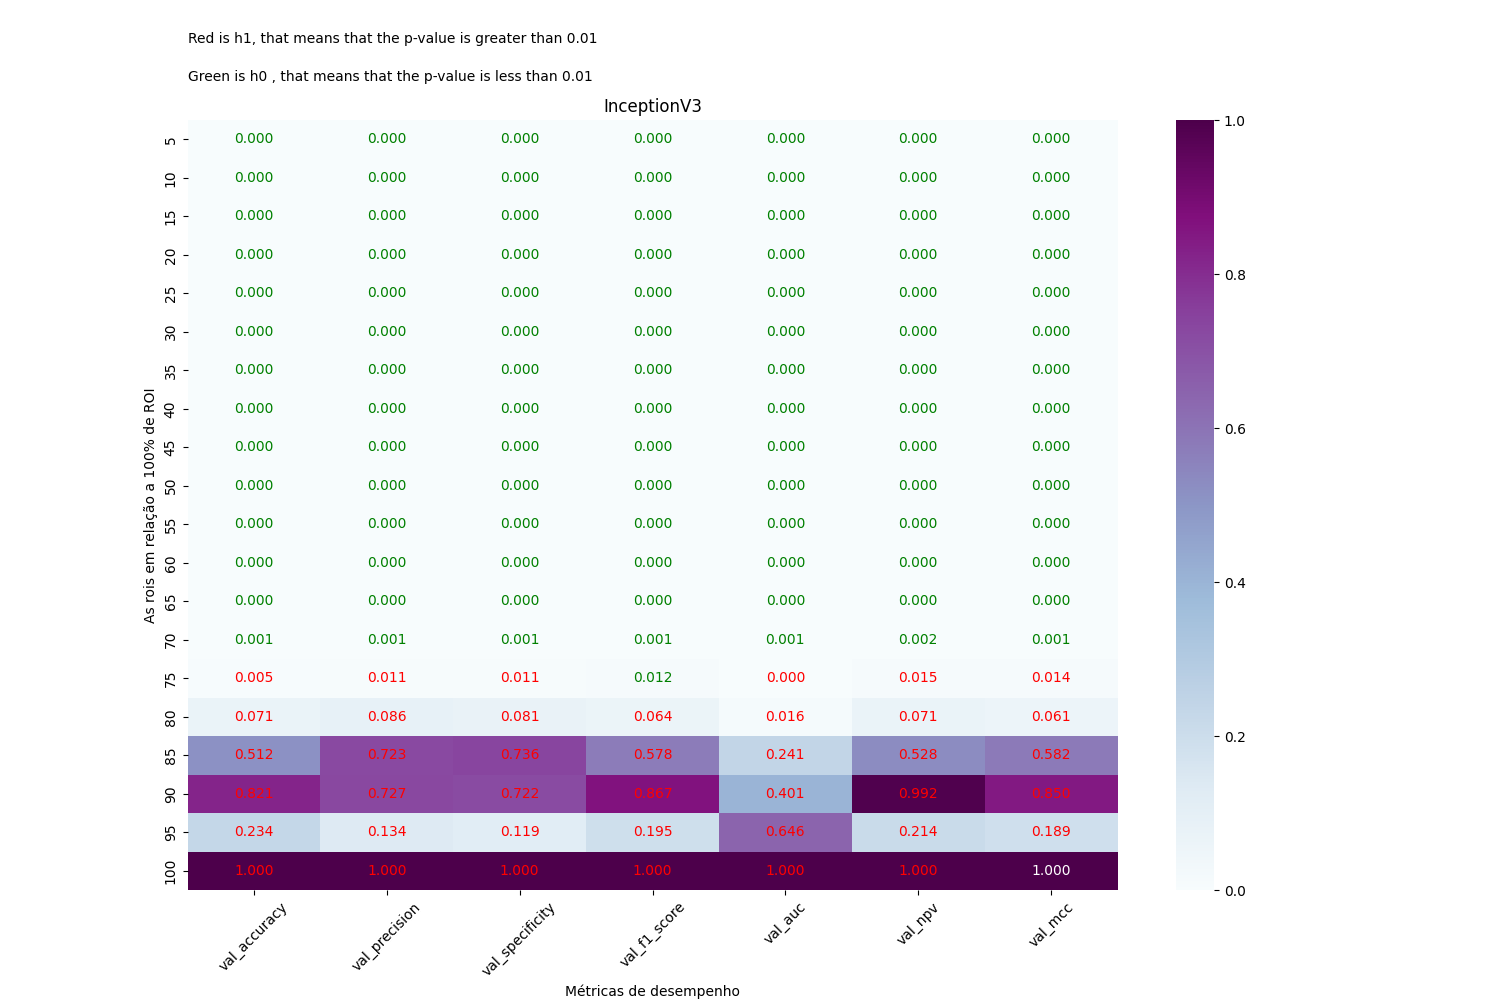 Red is h1, that means that the p-value is greater than 0.01
Green is h0 , that means that the p-value is less than 0.01
InceptionV3
As rois em relação a 100% de ROI
5 0.000 0.000 0.000 0.000 0.000 0.000 0.000
10 0.000 0.000 0.000 0.000 0.000 0.000 0.000
15 0.000 0.000 0.000 0.000 0.000 0.000 0.000
20 0.000 0.000 0.000 0.000 0.000 0.000 0.000
25 0.000 0.000 0.000 0.000 0.000 0.000 0.000
30 0.000 0.000 0.000 0.000 0.000 0.000 0.000
35 0.000 0.000 0.000 0.000 0.000 0.000 0.000
40 0.000 0.000 0.000 0.000 0.000 0.000 0.000
45 0.000 0.000 0.000 0.000 0.000 0.000 0.000
50 0.000 0.000 0.000 0.000 0.000 0.000 0.000
55 0.000 0.000 0.000 0.000 0.000 0.000 0.000
60 0.000 0.000 0.000 0.000 0.000 0.000 0.000
65 0.000 0.000 0.000 0.000 0.000 0.000 0.000
70 0.001 0.001 0.001 0.001 0.001 0.002 0.001
75 0.005 0.011 0.011 0.012 0.000 0.015 0.014
80 0.071 0.086 0.081 0.064 0.016 0.071 0.061
85 0.512 0.723 0.736 0.578 0.241 0.528 0.582
90 0.727 0.722 0.867 0.401 0.992 0.850
95 0.234 0.134 0.119 0.195 0.646 0.214 0.189
100 1.000 1.000 1.000 1.000 1.000 1.000 1.000
val_accuracy val_precision val_specificity val_f1_score val_auc val_npv val_mcc
Métricas de desempenho
1.0
0.8
0.6
0.4
0.2
0.0